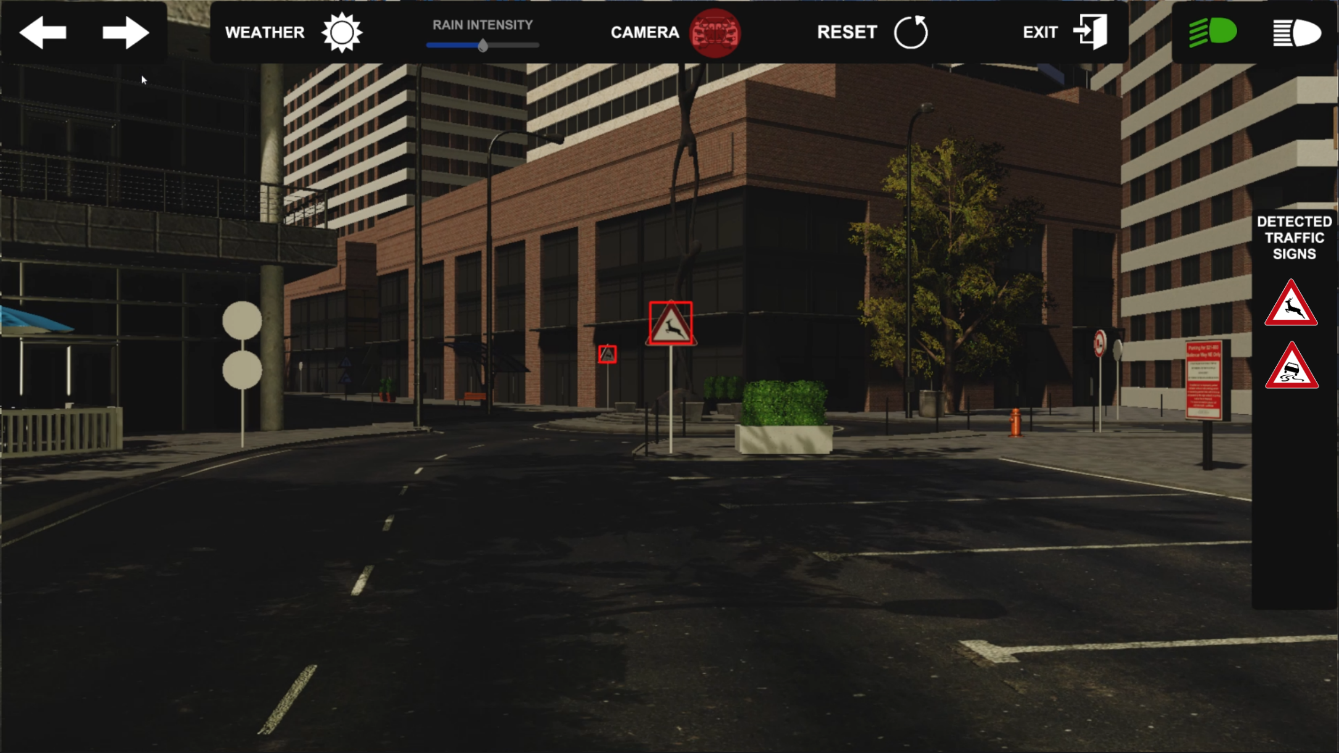 WEATHER
RAIN INTENSITY
CAMERA
RESET
EXIT
DETECTED
TRAFFIC
SIGNS